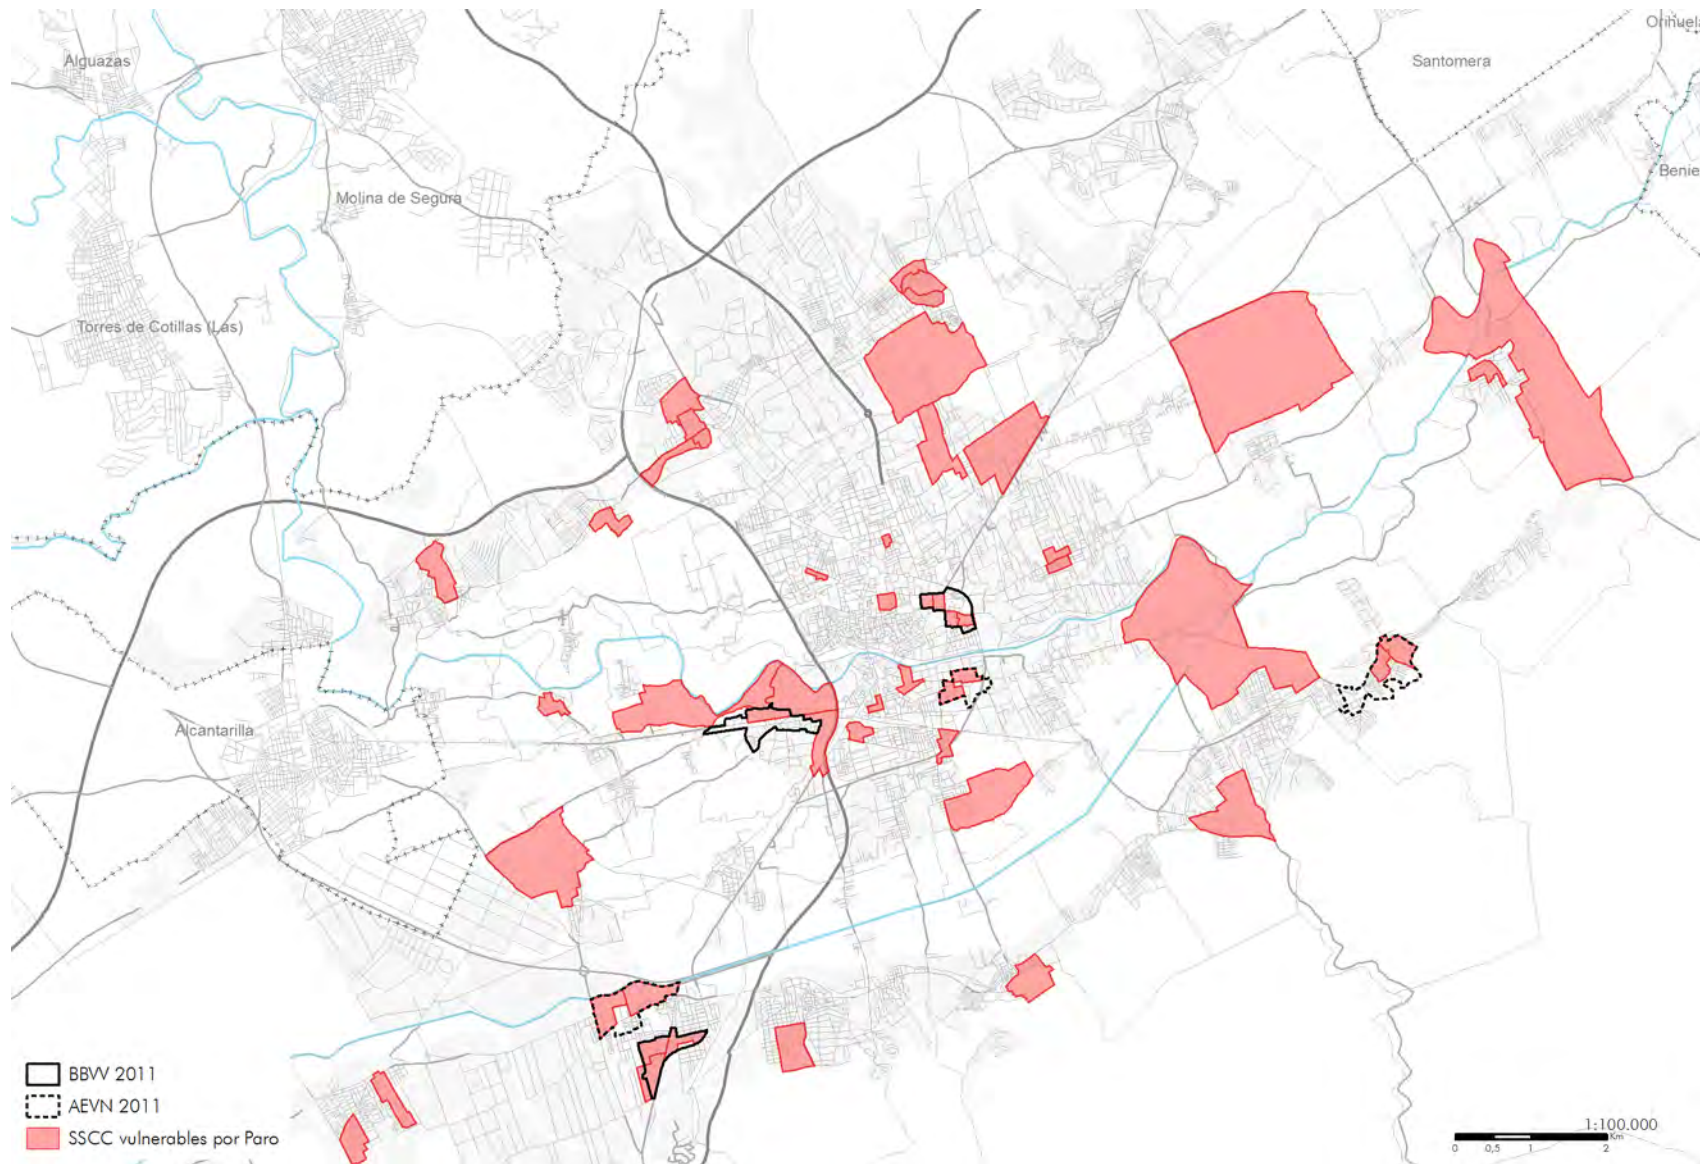 Orihuela
Alguazas
Santomera
Benie
Molina de Segura
Torres de Cotillas (Las)
Alcantarilla
BBVV 2011
AEVN 2011
SSCC vulnerables por Paro
1:100.000
Km
0 0,5 1 2